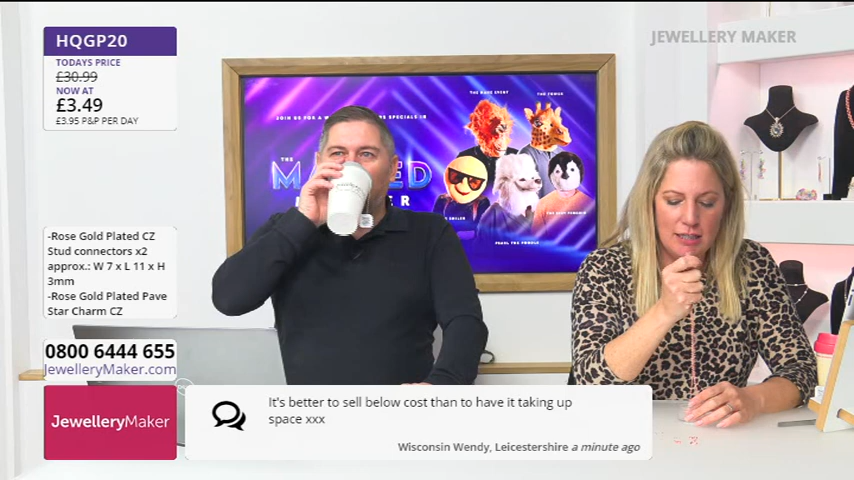 HQGP20
TODAYS PRICE
£30.99
NOW AT
£3.49
£3.95 P&P PER DAY
JEWELLERY MAKER
THE
-Rose Gold Plated CZ
Stud connectors x2
approx.: W 7 x L 11 x H
3mm
-Rose Gold Plated Pave
Star Charm CZ
0800 6444 655
JewelleryMaker.com
JewelleryMaker
It's better to sell below cost than to have it taking up
space xxx
Wisconsin Wendy, Leicestershire a minute ago